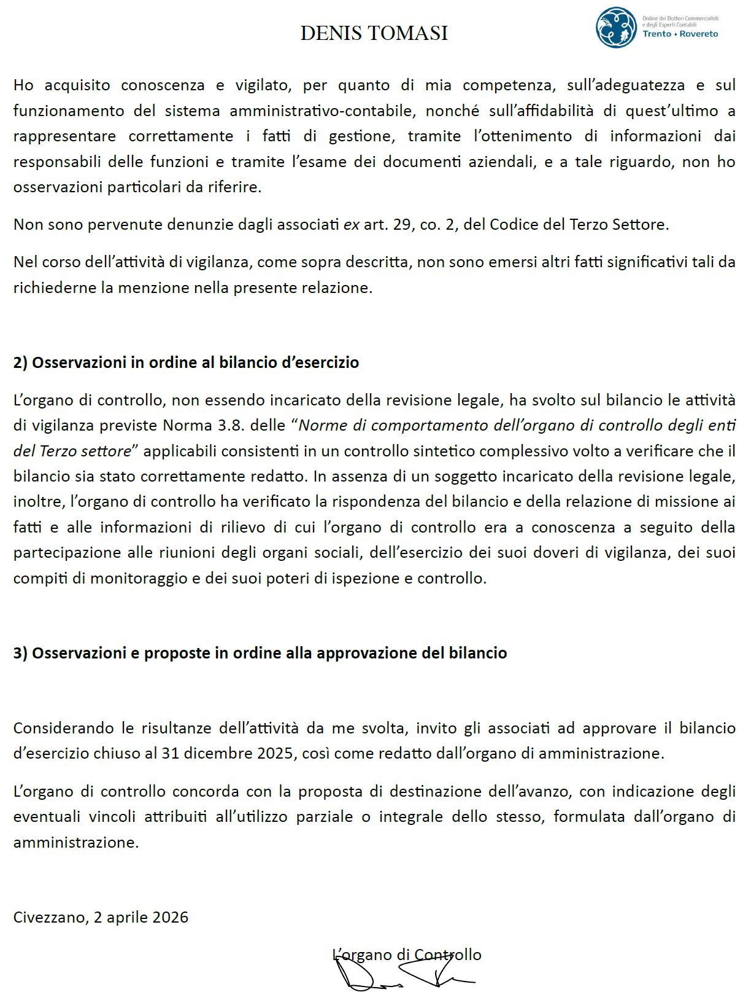 DENIS TOMASI
Ordine dei Dottori Commercialisti
e degli Esperti Contabili
Trento • Rovereto
Ho acquisito conoscenza e vigilato, per quanto di mia competenza, sull’adeguatezza e sul
funzionamento del sistema amministrativo-contabile, nonché sull’affidabilità di quest’ultimo a
rappresentare correttamente i fatti di gestione, tramite l’ottenimento di informazioni dai
responsabili delle funzioni e tramite l’esame dei documenti aziendali, e a tale riguardo, non ho
osservazioni particolari da riferire.
Non sono pervenute denunzie dagli associati ex art. 29, co. 2, del Codice del Terzo Settore.
Nel corso dell’attività di vigilanza, come sopra descritta, non sono emersi altri fatti significativi tali da
richiederne la menzione nella presente relazione.
2) Osservazioni in ordine al bilancio d’esercizio
L’organo di controllo, non essendo incaricato della revisione legale, ha svolto sul bilancio le attività
di vigilanza previste Norma 3.8. delle “Norme di comportamento dell’organo di controllo degli enti
del Terzo settore” applicabili consistenti in un controllo sintetico complessivo volto a verificare che il
bilancio sia stato correttamente redatto. In assenza di un soggetto incaricato della revisione legale,
inoltre, l’organo di controllo ha verificato la rispondenza del bilancio e della relazione di missione ai
fatti e alle informazioni di rilievo di cui l’organo di controllo era a conoscenza a seguito della
partecipazione alle riunioni degli organi sociali, dell’esercizio dei suoi doveri di vigilanza, dei suoi
compiti di monitoraggio e dei suoi poteri di ispezione e controllo.
3) Osservazioni e proposte in ordine alla approvazione del bilancio
Considerando le risultanze dell’attività da me svolta, invito gli associati ad approvare il bilancio
d’esercizio chiuso al 31 dicembre 2025, così come redatto dall’organo di amministrazione.
L’organo di controllo concorda con la proposta di destinazione dell’avanzo, con indicazione degli
eventuali vincoli attribuiti all’utilizzo parziale o integrale dello stesso, formulata dall’organo di
amministrazione.
Civezzano, 2 aprile 2026
L’organo di Controllo